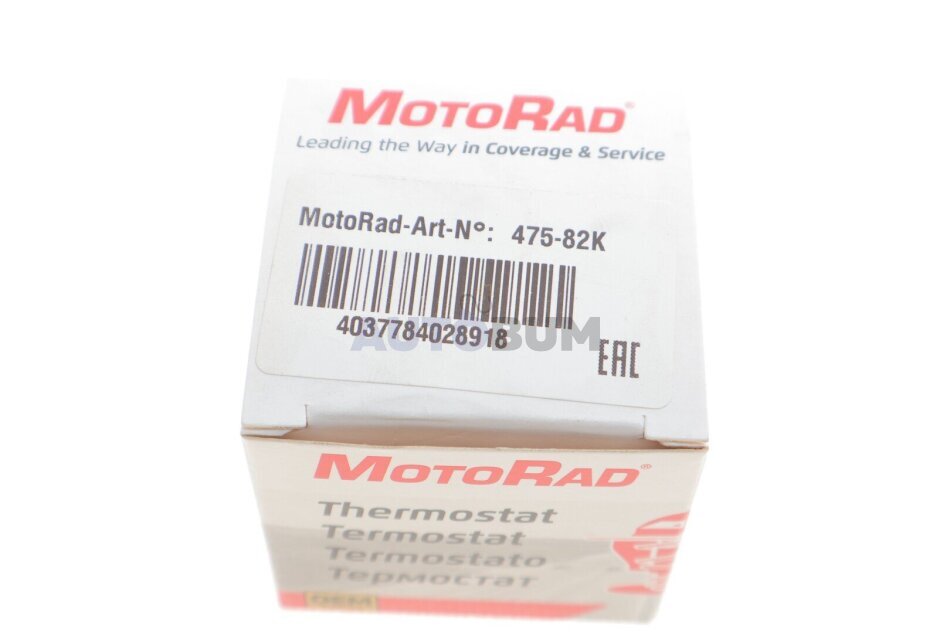 MOTORAD®
Leading the Way in Coverage & Service
MotoRad-Art-Nº: 475-82K
4037784028918
AUTOBUM
EAC
MOTORAD®
Thermostat
Termostat
Termostato
Термостат
OEM